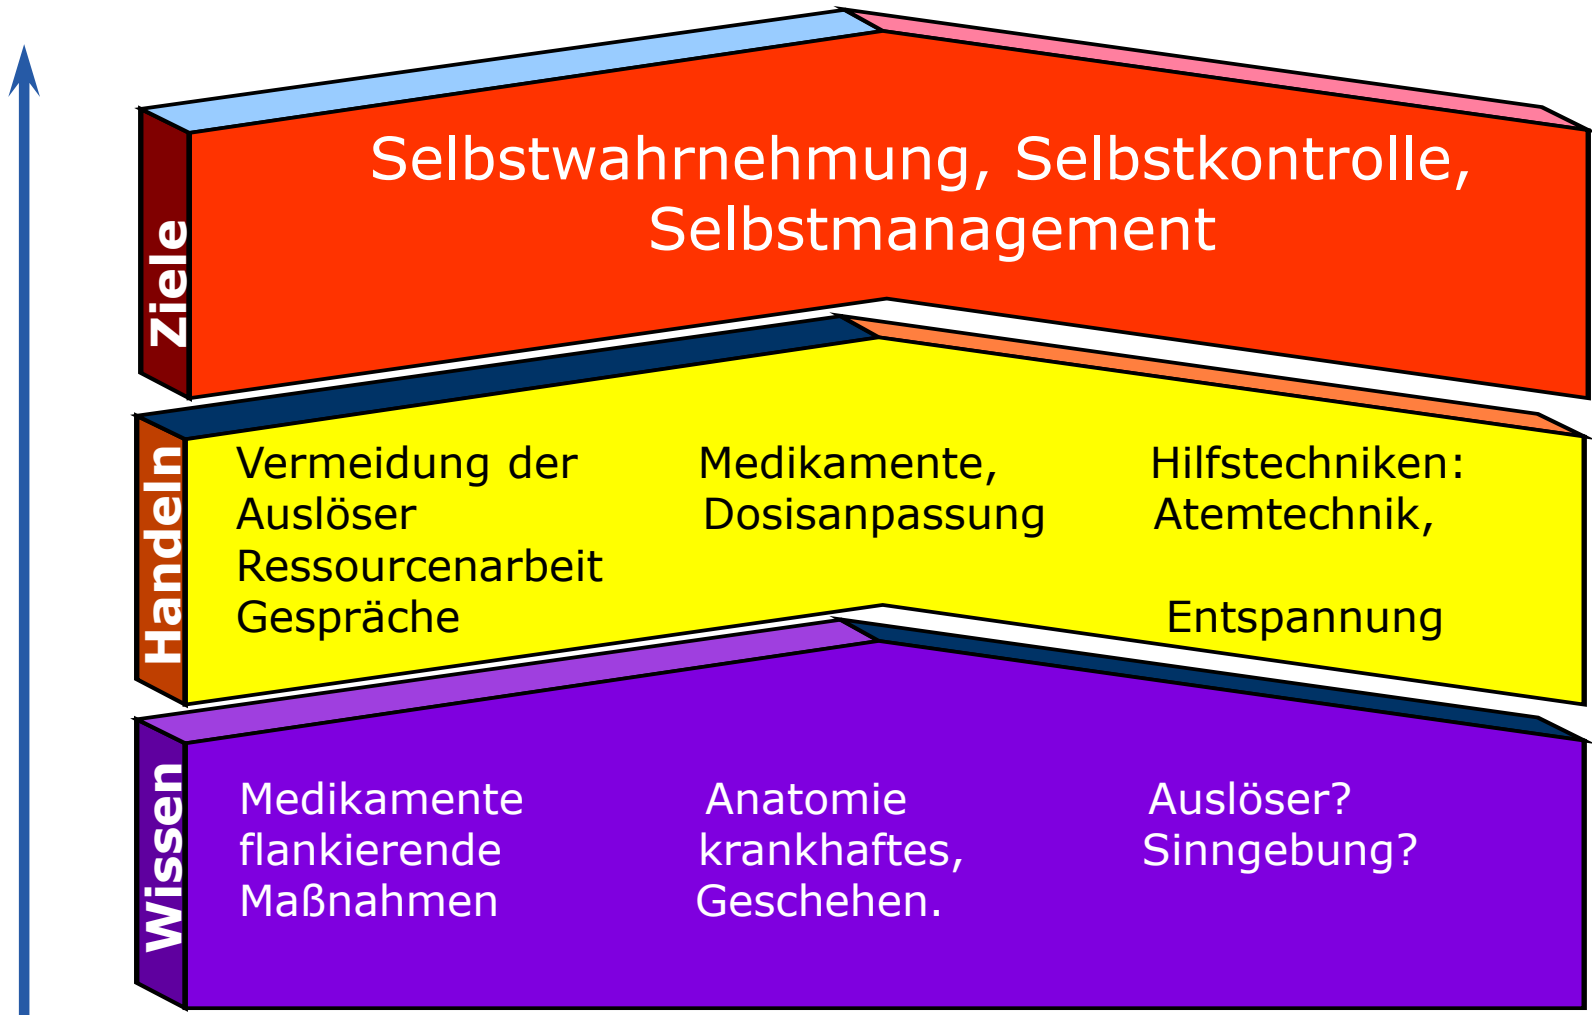 Ziele
Selbstwahrnehmung, Selbstkontrolle,
Selbstmanagement
Handeln
Vermeidung der
Auslöser
Ressourcenarbeit
Gespräche
Medikamente,
Dosisanpassung
Hilfstechniken:
Atemtechnik,
Entspannung
Wissen
Medikamente
flankierende
Maßnahmen
Anatomie
krankhaftes,
Geschehen.
Auslöser?
Sinngebung?